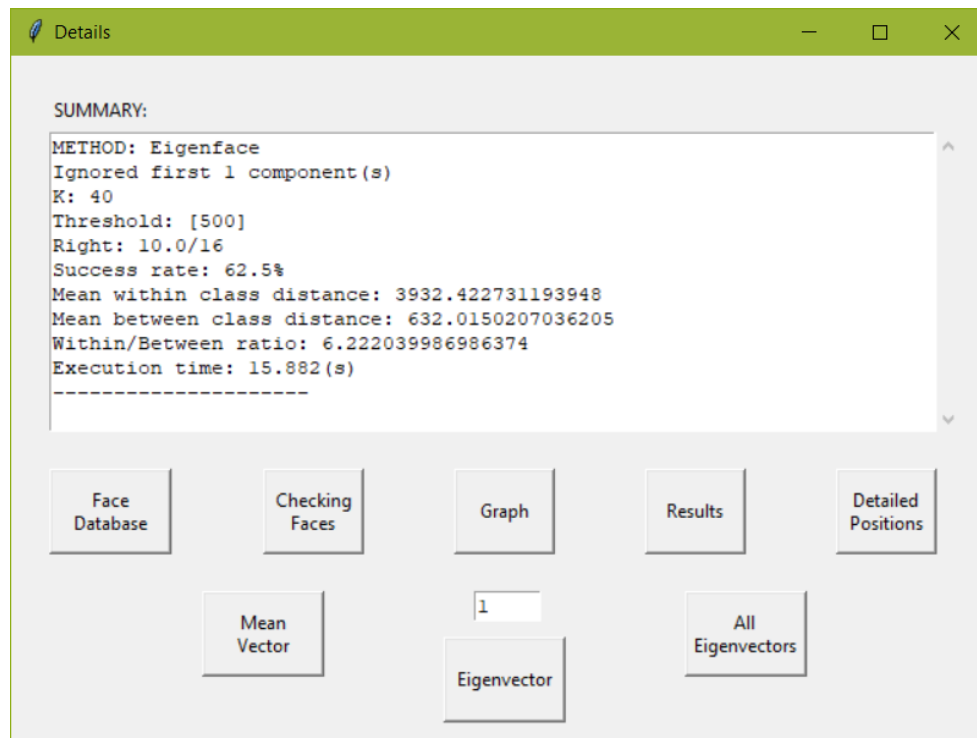 Details
SUMMARY:
METHOD: Eigenface
Ignored first 1 component(s)
K: 40
Threshold: [500]
Right: 10.0/16
Success rate: 62.5%
Mean within class distance: 3932.422731193948
Mean between class distance: 632.0150207036205
Within/Between ratio: 6.222039986986374
Execution time: 15.882(s)
---------------------
Face
Database
Checking
Faces
Graph
Results
Detailed
Positions
Mean
Vector
1
Eigenvector
All
Eigenvectors